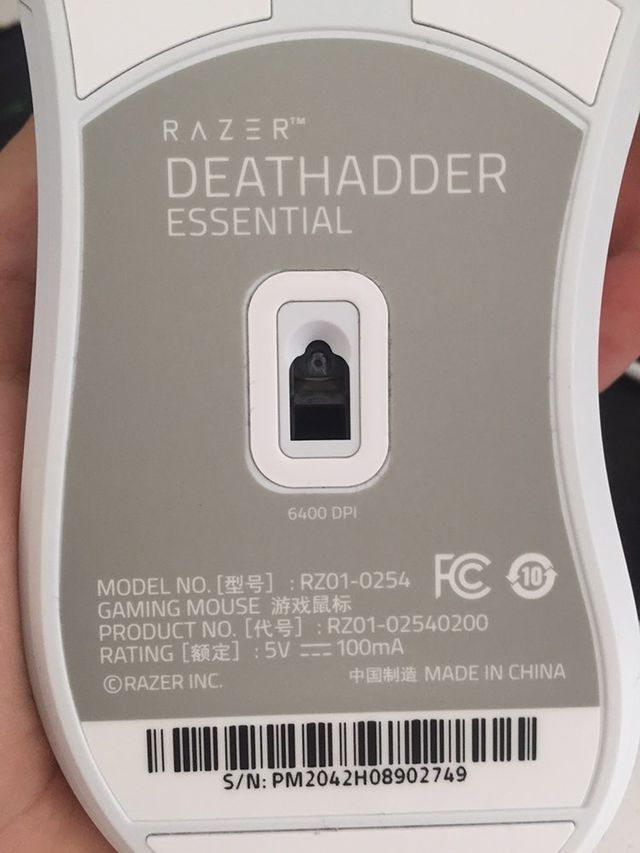 RAZER™
DEATHADDER
ESSENTIAL
6400 DPI
MODEL NO. [型号] : RZ01-0254
FC 10
GAMING MOUSE 游戏鼠标
PRODUCT NO. [代号] : RZ01-02540200
RATING [额定] : 5V ⎓ 100mA
©RAZER INC. 中国制造 MADE IN CHINA
S/N: PM2042H08902749